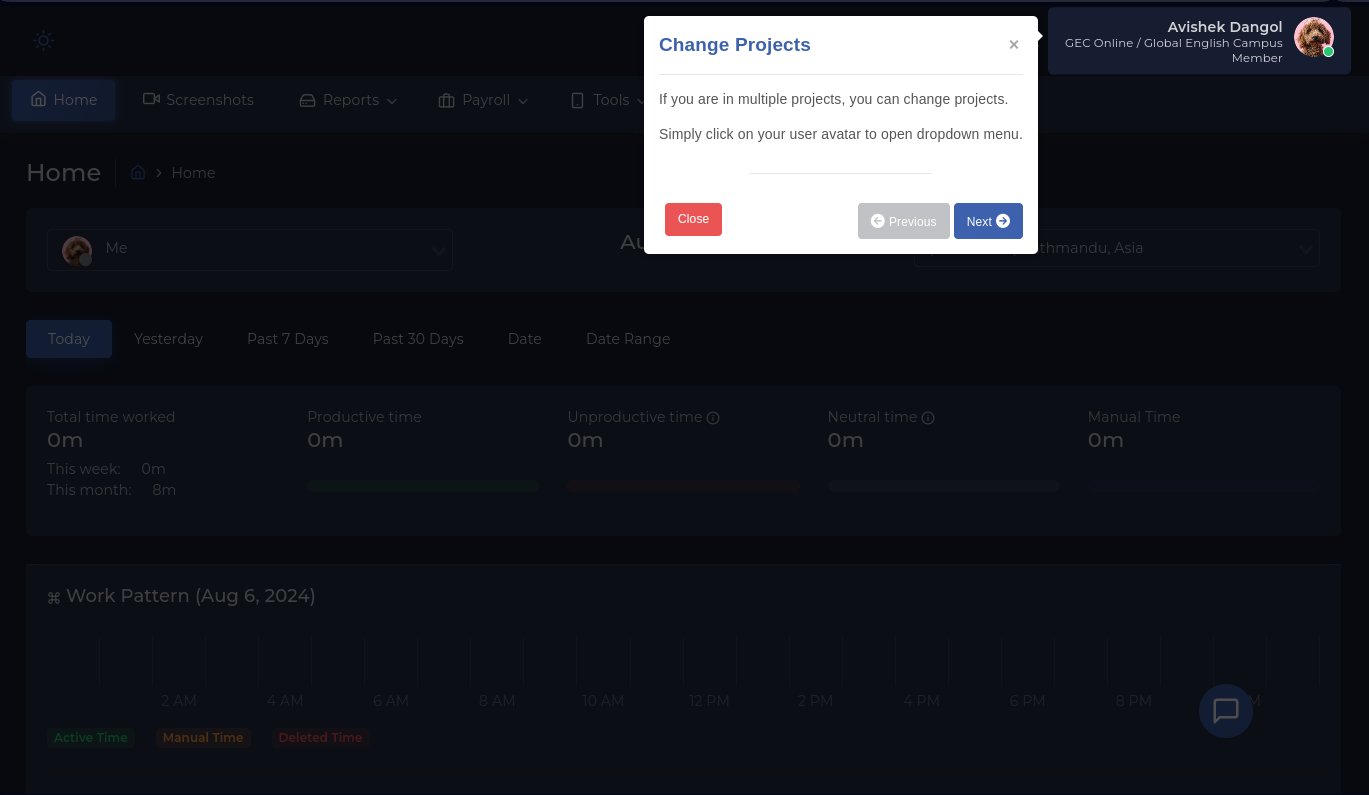 Change Projects
×
If you are in multiple projects, you can change projects.
Simply click on your user avatar to open dropdown menu.
Close
Previous
Next
Avishek Dangol
GEC Online / Global English Campus
Member
Home
Screenshots
Reports
Payroll
Tools
Home
Home
Me
Au
thmandu, Asia
Today
Yesterday
Past 7 Days
Past 30 Days
Date
Date Range
Total time worked
0m
This week: 0m
This month: 8m
Productive time
0m
Unproductive time
0m
Neutral time
0m
Manual Time
0m
⌘ Work Pattern (Aug 6, 2024)
2 AM
4 AM
6 AM
8 AM
10 AM
12 PM
2 PM
4 PM
6 PM
8 PM
Active Time
Manual Time
Deleted Time